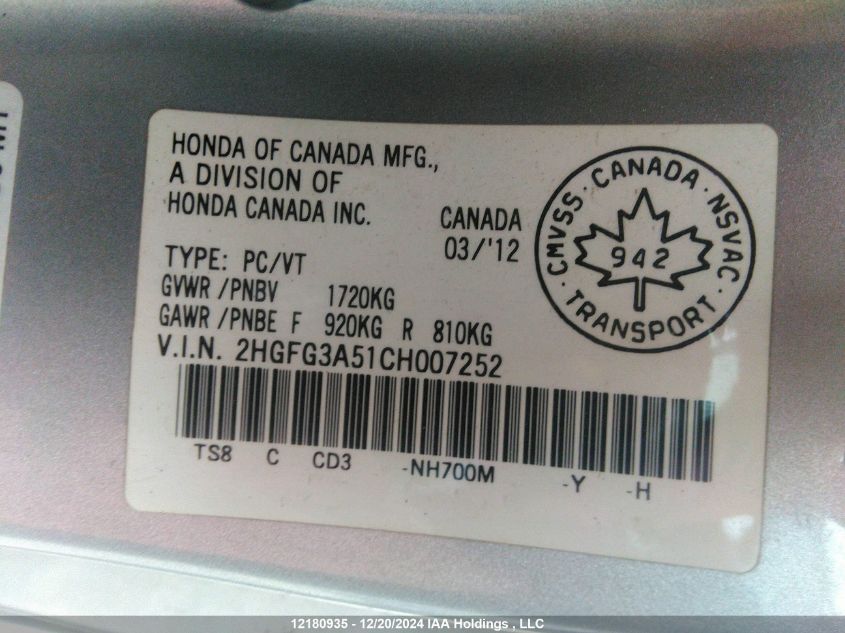 HONDA OF CANADA MFG.,
A DIVISION OF
HONDA CANADA INC.
CANADA
03/'12
CMVSS · CANADA · NSVAC
942
· TRANSPORT ·
TYPE: PC/VT
GVWR /PNBV 1720KG
GAWR /PNBE F 920KG R 810KG
V.I.N. 2HGFG3A51CH007252
TS8 C CD3 -NH700M -Y -H
12180935 - 12/20/2024 IAA Holdings , LLC